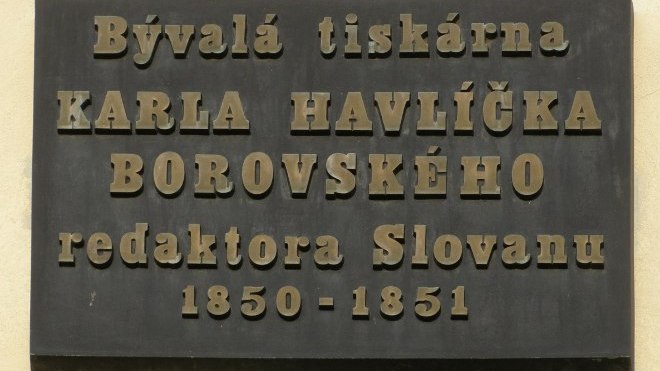 Bývalá tiskárna
KARLA HAVLÍČKA
BOROVSKÉHO
redaktora Slovanu
1850 - 1851